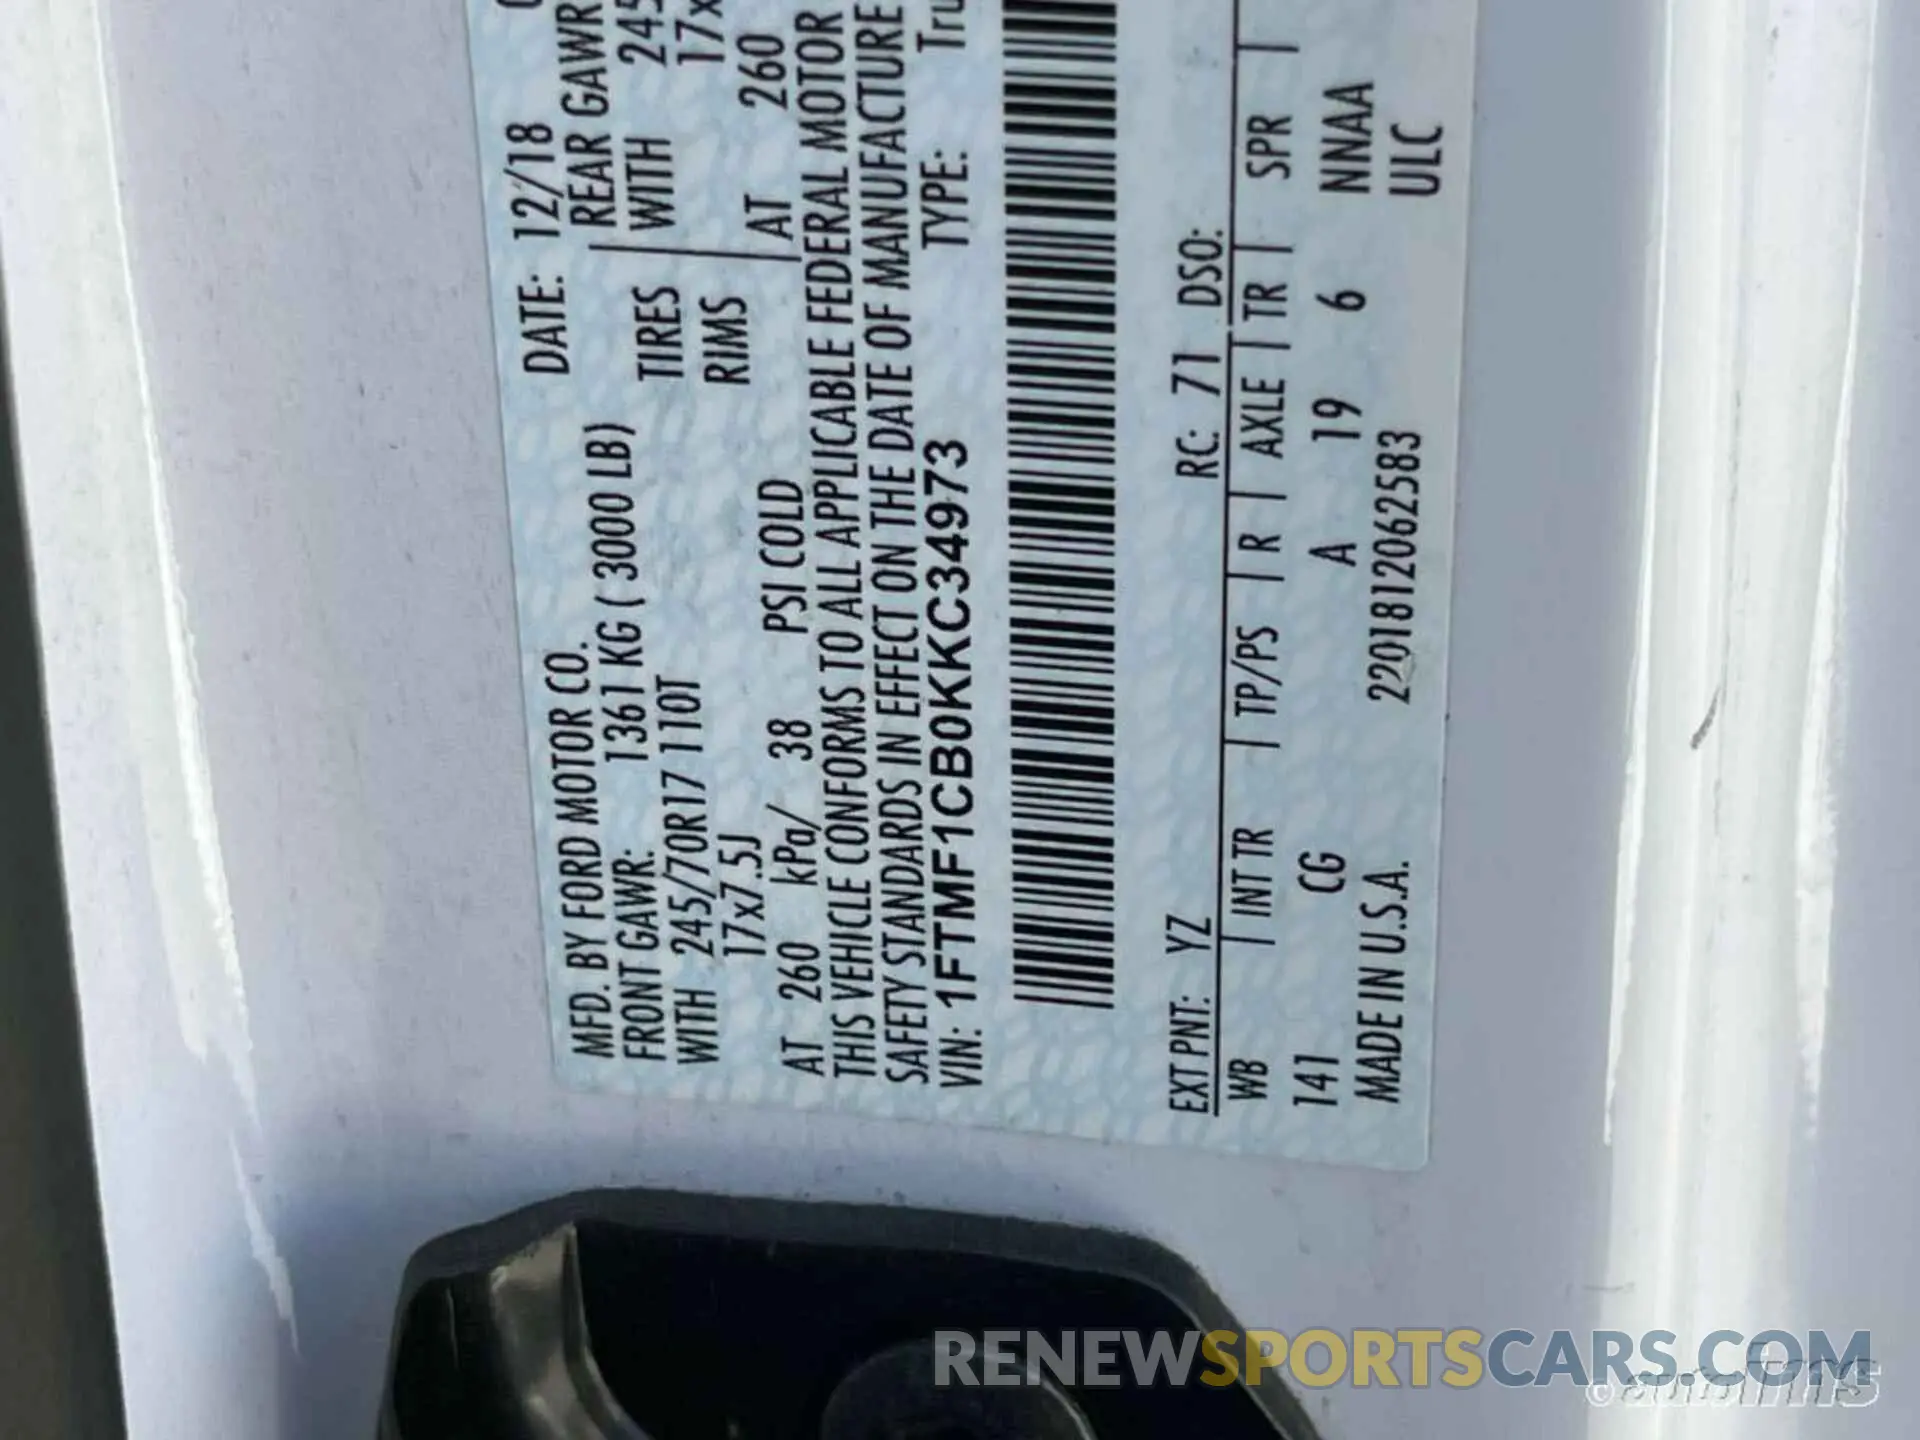 MFD. BY FORD MOTOR CO.
DATE: 12/18
FRONT GAWR: 1361 KG ( 3000 LB)
REAR GAWR
WITH 245/70R17 110T TIRES WITH 245
17x7.5J RIMS 17x
AT 260 kPa/ 38 PSI COLD AT 260
THIS VEHICLE CONFORMS TO ALL APPLICABLE FEDERAL MOTOR
SAFETY STANDARDS IN EFFECT ON THE DATE OF MANUFACTURE
VIN: 1FTMF1CB0KKC34973 TYPE: Tru
EXT PNT: YZ RC: 71 DSO:
WB | INT TR | TP/PS | R | AXLE | TR | SPR |
141 CG A 19 6 NNAA
MADE IN U.S.A. 2201812062583 ULC
RENEWSPORTSCARS.COM